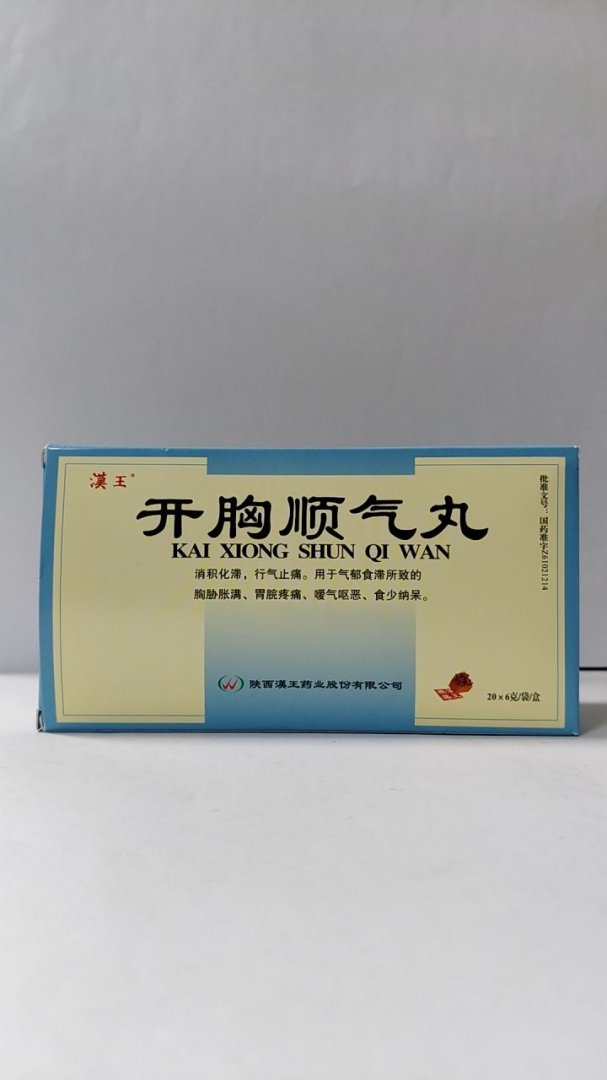 漢王®
开胸顺气丸
KAI XIONG SHUN QI WAN
消积化滞，行气止痛。用于气郁食滞所致的
胸胁胀满、胃脘疼痛、嗳气呕恶、食少纳呆。
批准文号：国药准字Z61021214
陕西漢王药业股份有限公司
20×6克/袋/盒